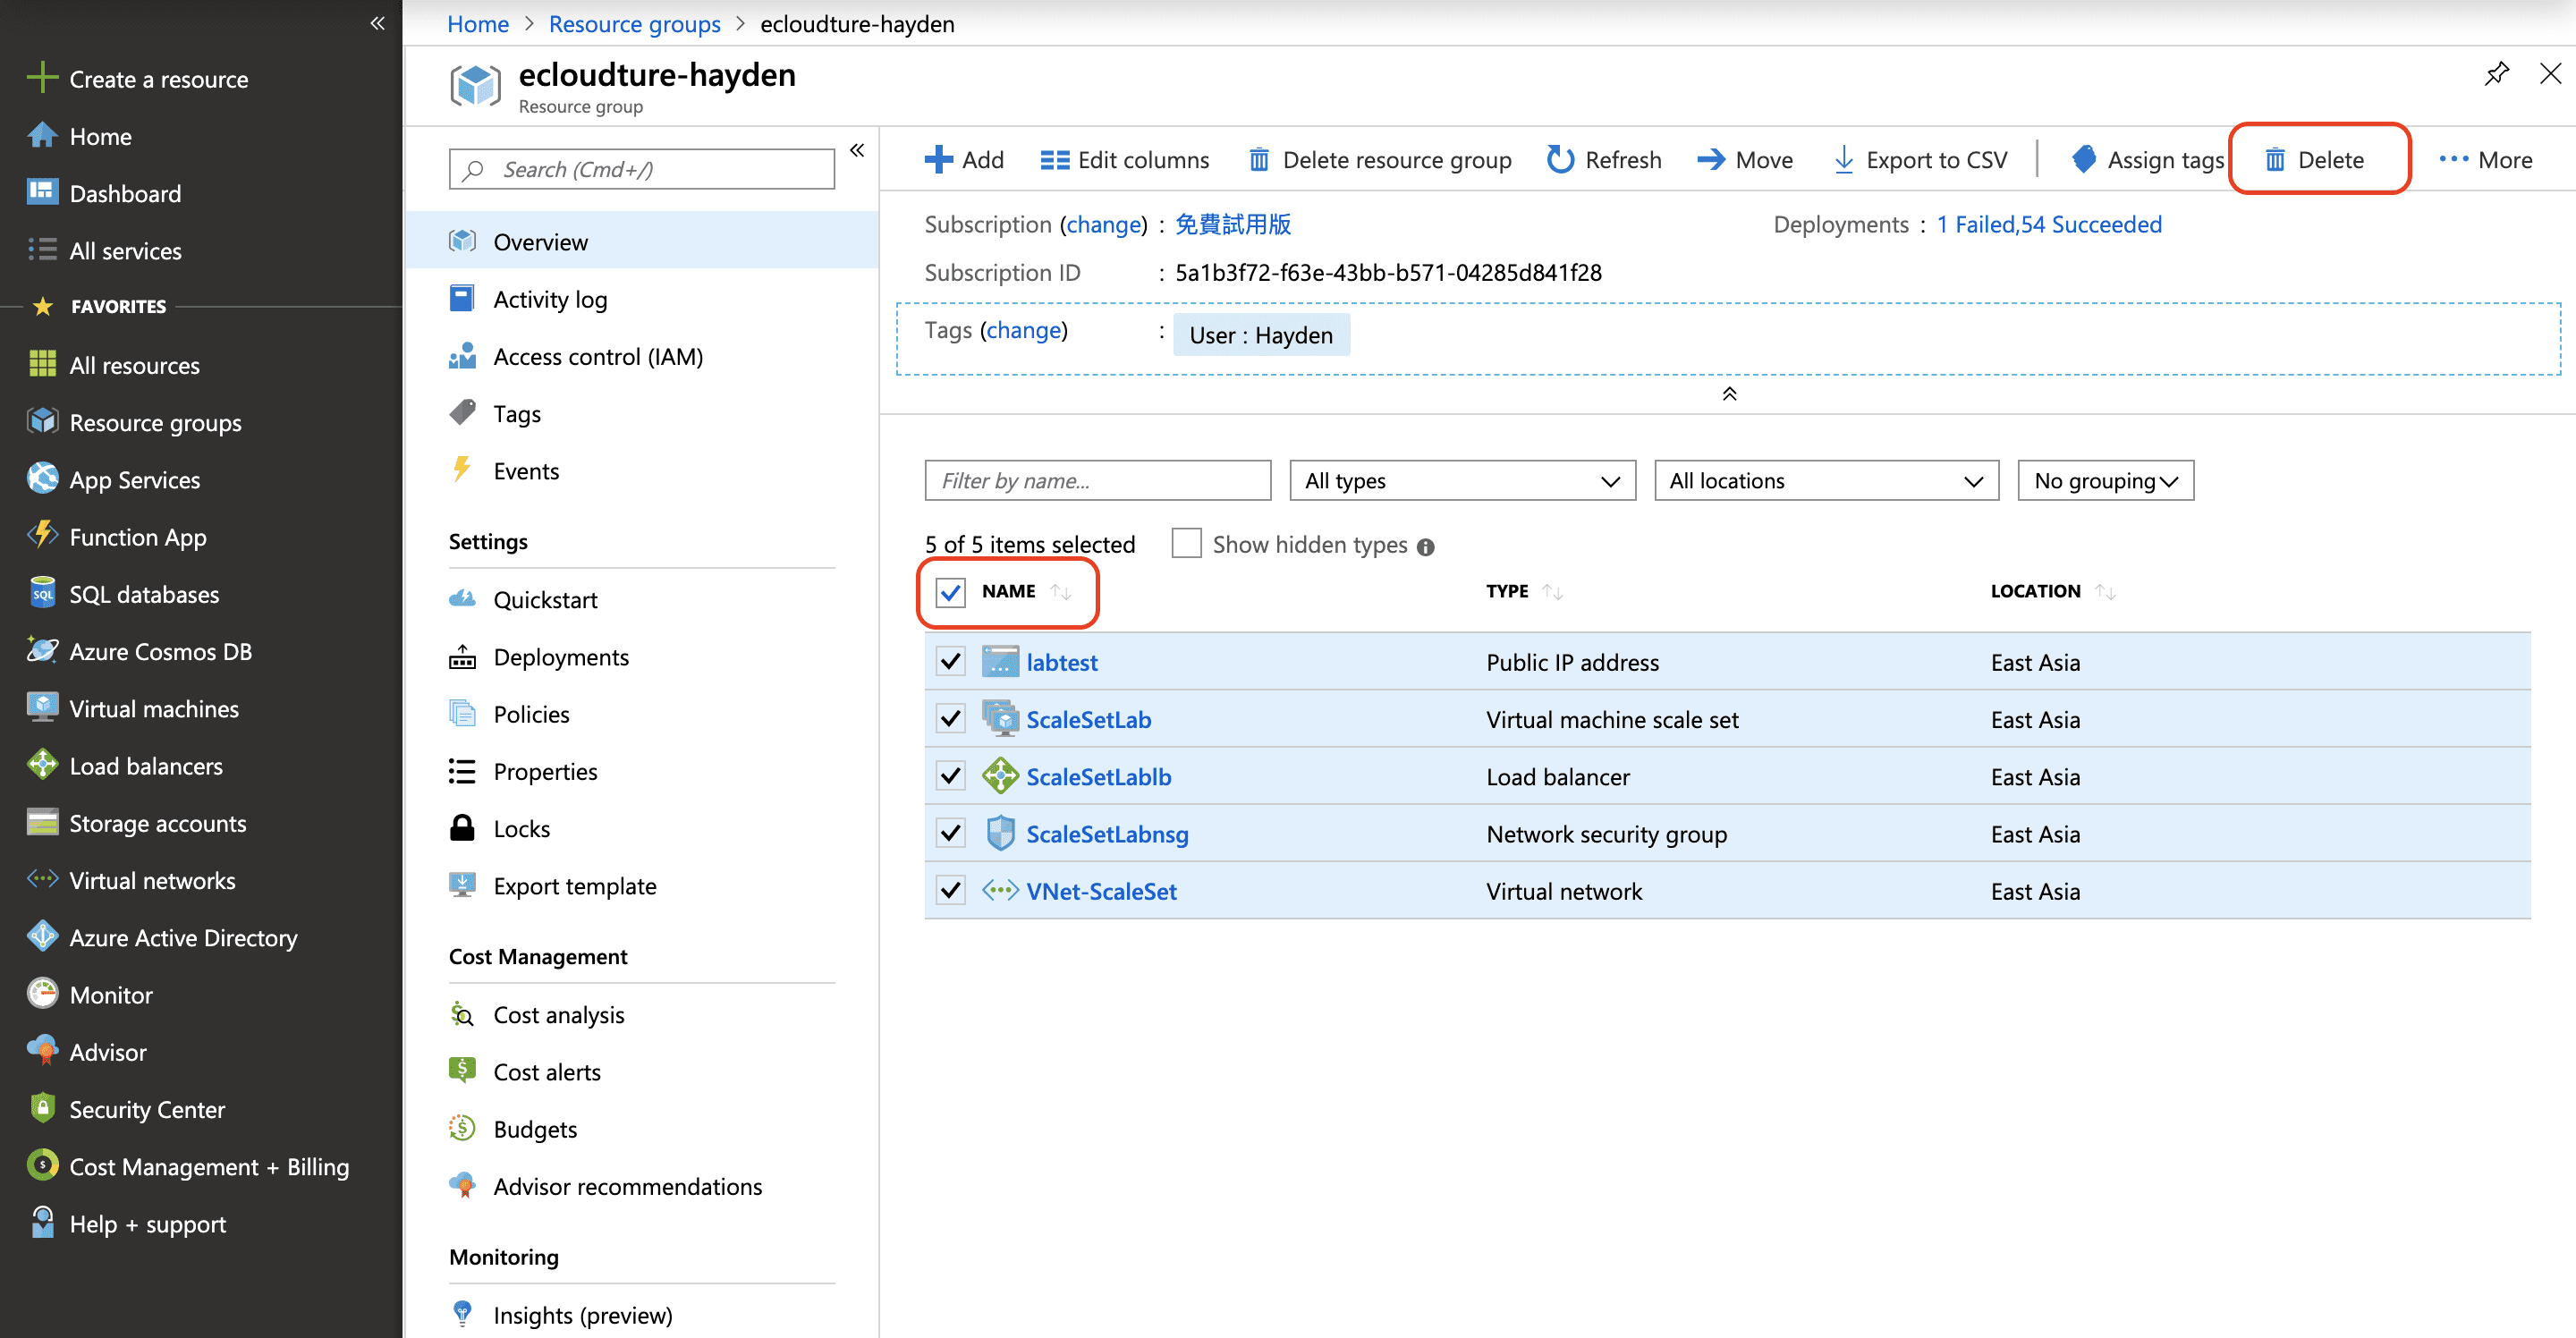 Home > Resource groups > ecloudture-hayden
Create a resource
Home
Dashboard
All services
FAVORITES
All resources
Resource groups
App Services
Function App
SQL databases
Azure Cosmos DB
Virtual machines
Load balancers
Storage accounts
Virtual networks
Azure Active Directory
Monitor
Advisor
Security Center
Cost Management + Billing
Help + support
ecloudture-hayden
Resource group
Search (Cmd+/)
Overview
Activity log
Access control (IAM)
Tags
Events
Settings
Quickstart
Deployments
Policies
Properties
Locks
Export template
Cost Management
Cost analysis
Cost alerts
Budgets
Advisor recommendations
Monitoring
Insights (preview)
Add Edit columns Delete resource group Refresh Move Export to CSV Assign tags Delete More
Subscription (change) : 免費試用版 Deployments : 1 Failed,54 Succeeded
Subscription ID : 5a1b3f72-f63e-43bb-b571-04285d841f28
Tags (change) : User : Hayden
Filter by name... All types All locations No grouping
5 of 5 items selected Show hidden types
NAME TYPE LOCATION
labtest Public IP address East Asia
ScaleSetLab Virtual machine scale set East Asia
ScaleSetLablb Load balancer East Asia
ScaleSetLabnsg Network security group East Asia
VNet-ScaleSet Virtual network East Asia